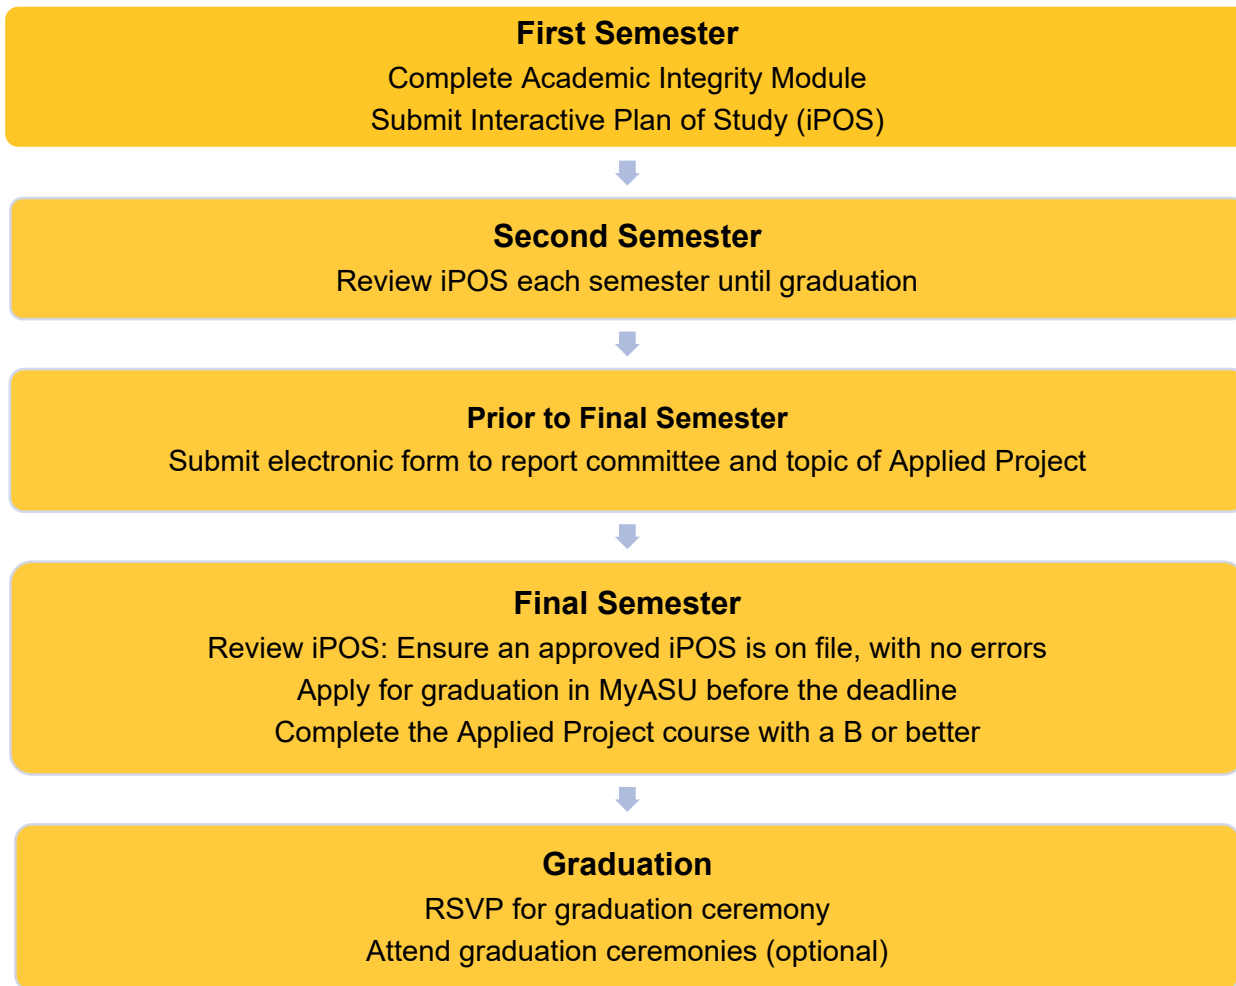 First Semester
Complete Academic Integrity Module
Submit Interactive Plan of Study (iPOS)
Second Semester
Review iPOS each semester until graduation
Prior to Final Semester
Submit electronic form to report committee and topic of Applied Project
Final Semester
Review iPOS: Ensure an approved iPOS is on file, with no errors
Apply for graduation in MyASU before the deadline
Complete the Applied Project course with a B or better
Graduation
RSVP for graduation ceremony
Attend graduation ceremonies (optional)